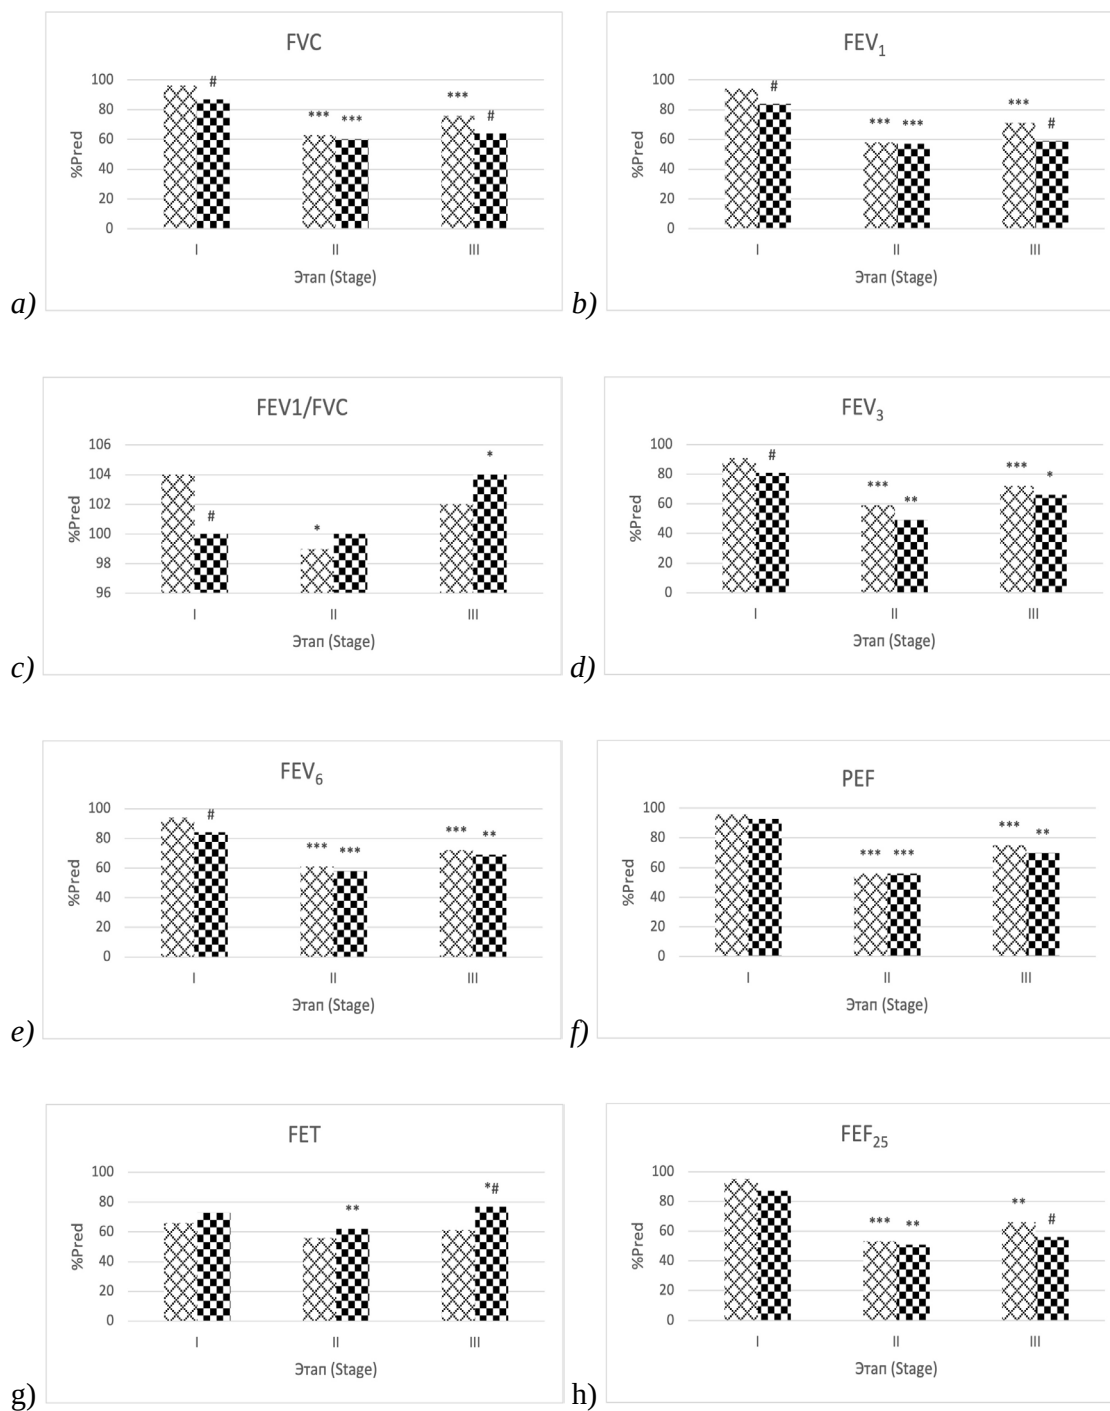 FVC
100
80
60
40
20
0
%Pred
#
***
***
***
#
I
II
III
Этап (Stage)
a)
FEV1
100
80
60
40
20
0
%Pred
#
***
***
***
#
I
II
III
Этап (Stage)
b)
FEV1/FVC
106
104
102
100
98
96
%Pred
#
*
*
I
II
III
Этап (Stage)
c)
FEV3
100
80
60
40
20
0
%Pred
#
***
**
***
*
I
II
III
Этап (Stage)
d)
FEV6
100
80
60
40
20
0
%Pred
#
***
***
***
**
I
II
III
Этап (Stage)
e)
PEF
100
80
60
40
20
0
%Pred
***
***
***
**
I
II
III
Этап (Stage)
f)
FET
100
80
60
40
20
0
%Pred
**
*#
I
II
III
Этап (Stage)
g)
FEF25
100
80
60
40
20
0
%Pred
***
**
**
#
I
II
III
Этап (Stage)
h)